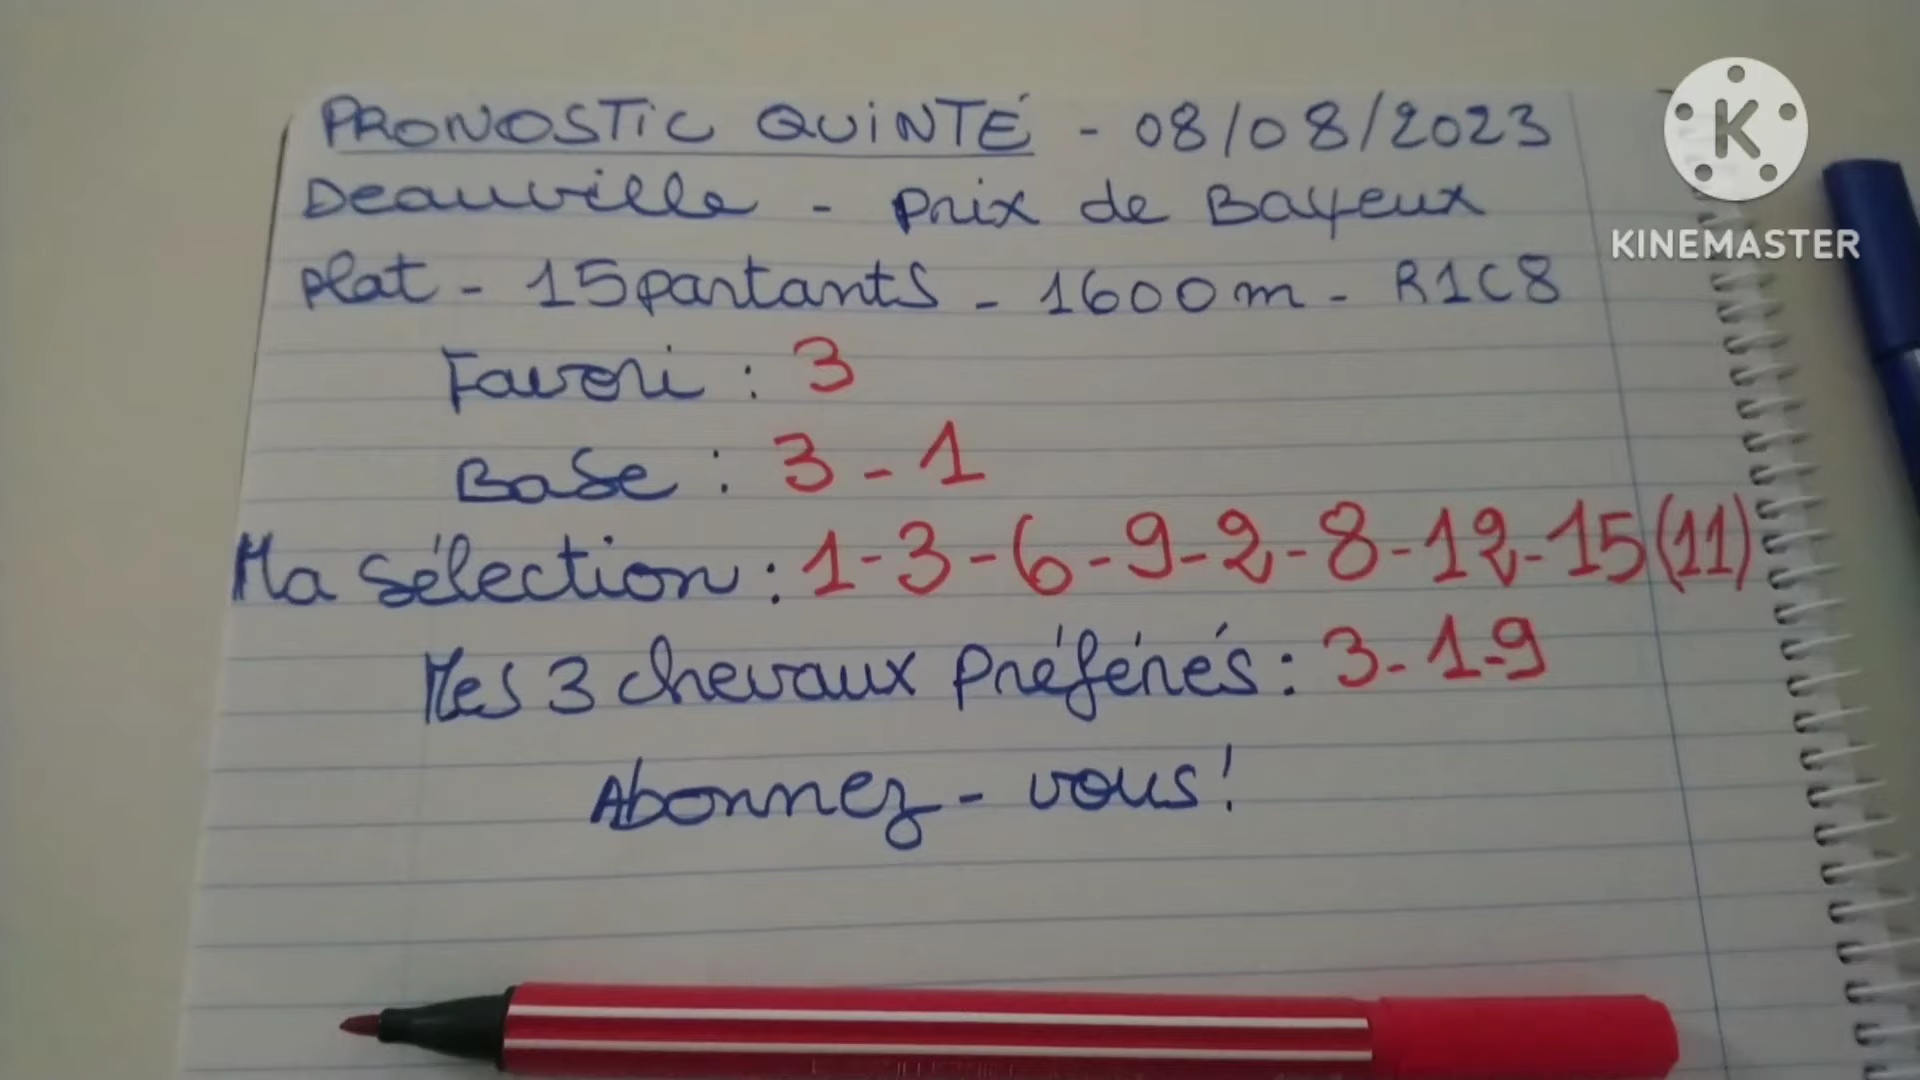 PRONOSTIC QUINTÉ - 08/08/2023
Deauville - Prix de Bayeux
Plat - 15 partants - 1600 m - R1C8
Favori : 3
Base : 3 - 1
Ma sélection : 1 - 3 - 6 - 9 - 2 - 8 - 12 - 15 (11)
Mes 3 chevaux préférés : 3 - 1 - 9
Abonnez - vous !
K
KINEMASTER